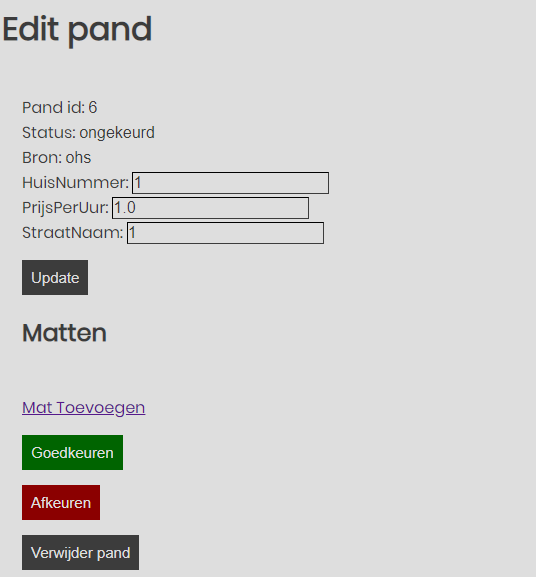 Edit pand
Pand id: 6
Status: ongekeurd
Bron: ohs
HuisNummer: 1
PrijsPerUur: 1.0
StraatNaam: 1
Update
Matten
Mat Toevoegen
Goedkeuren
Afkeuren
Verwijder pand